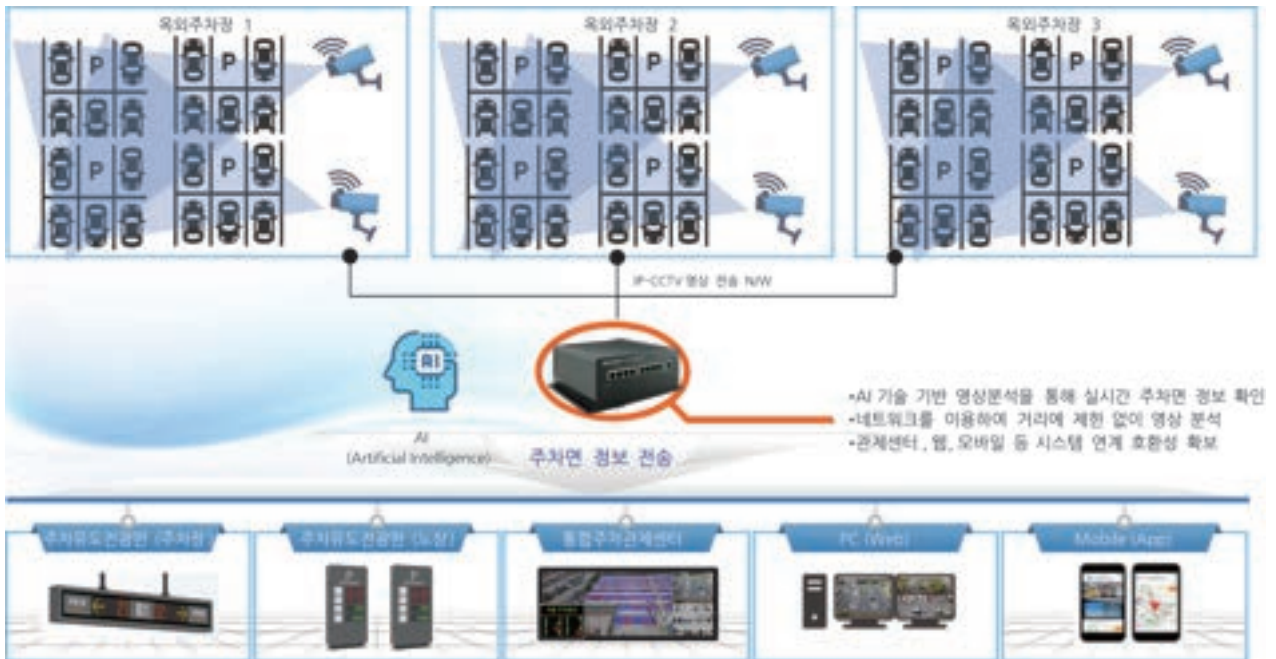 옥외주차장 1
옥외주차장 2
옥외주차장 3
P P
P P
P P
P P
P P
P P
IP-CCTV 영상 전송 N/W
AI
AI
(Artificial Intelligence)
주차면 정보 전송
•AI 기술 기반 영상분석을 통해 실시간 주차면 정보 확인
•네트워크를 이용하여 거리에 제한 없이 영상 분석
•관제센터, 웹, 모바일 등 시스템 연계 호환성 확보
주차유도전광판 (주차장
주차유도전광판 (노상)
통합주차관제센터
PC (Web)
Mobile (App)